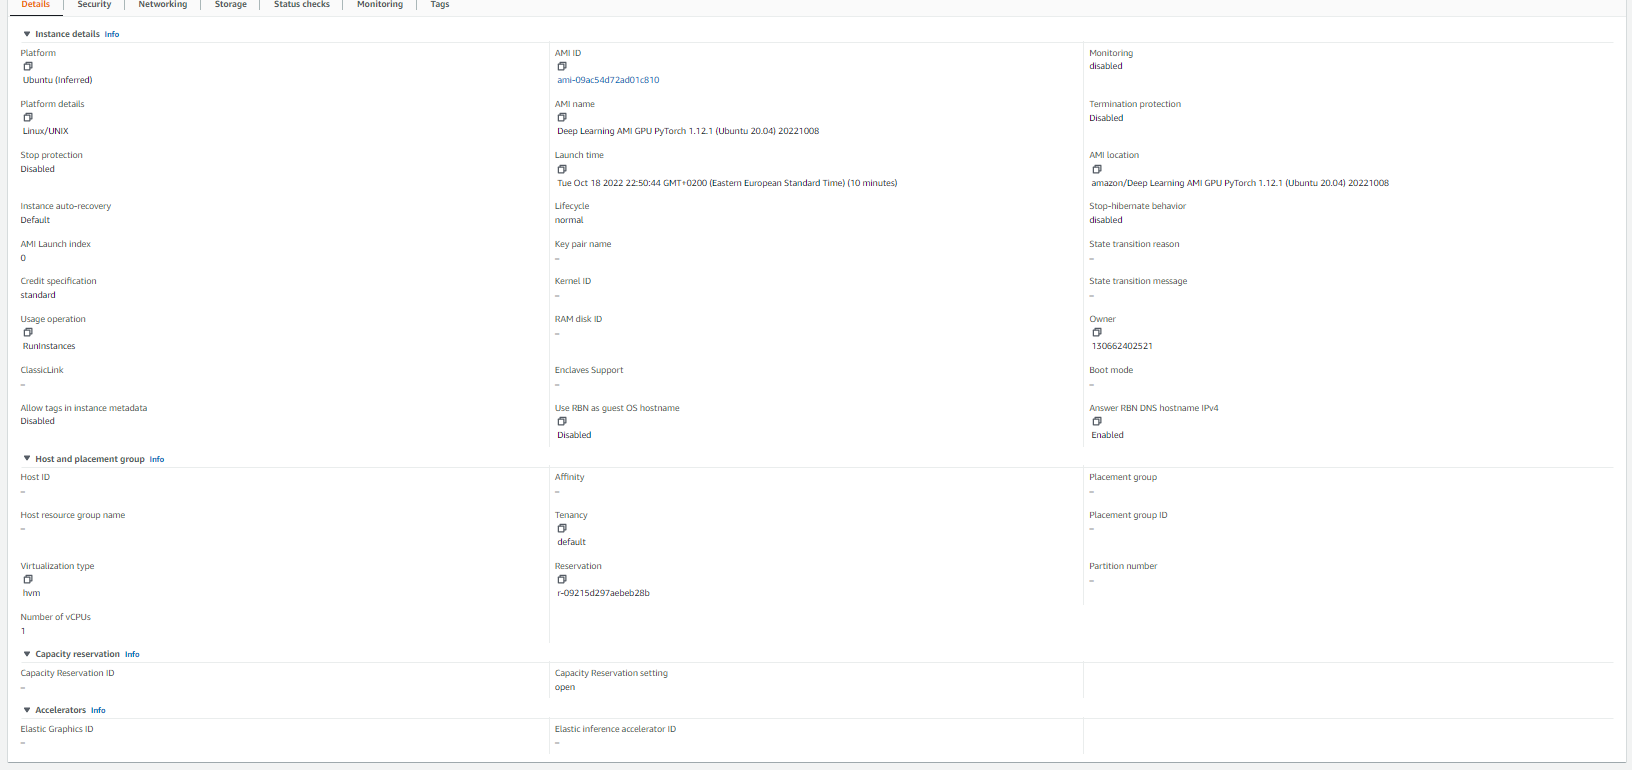 Details Security Networking Storage Status checks Monitoring Tags
Instance details Info
Platform
Ubuntu (Inferred)
AMI ID
ami-09ac54d72ad01c810
Monitoring
disabled
Platform details
Linux/UNIX
AMI name
Deep Learning AMI GPU PyTorch 1.12.1 (Ubuntu 20.04) 20221008
Termination protection
Disabled
Stop protection
Disabled
Launch time
Tue Oct 18 2022 22:50:44 GMT+0200 (Eastern European Standard Time) (10 minutes)
AMI location
amazon/Deep Learning AMI GPU PyTorch 1.12.1 (Ubuntu 20.04) 20221008
Instance auto-recovery
Default
Lifecycle
normal
Stop-hibernate behavior
disabled
AMI Launch index
0
Key pair name
–
State transition reason
–
Credit specification
standard
Kernel ID
–
State transition message
–
Usage operation
RunInstances
RAM disk ID
–
Owner
130662402521
ClassicLink
–
Enclaves Support
–
Boot mode
–
Allow tags in instance metadata
Disabled
Use RBN as guest OS hostname
Disabled
Answer RBN DNS hostname IPv4
Enabled
Host and placement group Info
Host ID
–
Affinity
–
Placement group
–
Host resource group name
–
Tenancy
default
Placement group ID
–
Virtualization type
hvm
Reservation
r-09215d297aebeb28b
Partition number
–
Number of vCPUs
1
Capacity reservation Info
Capacity Reservation ID
–
Capacity Reservation setting
open
Accelerators Info
Elastic Graphics ID
–
Elastic inference accelerator ID
–